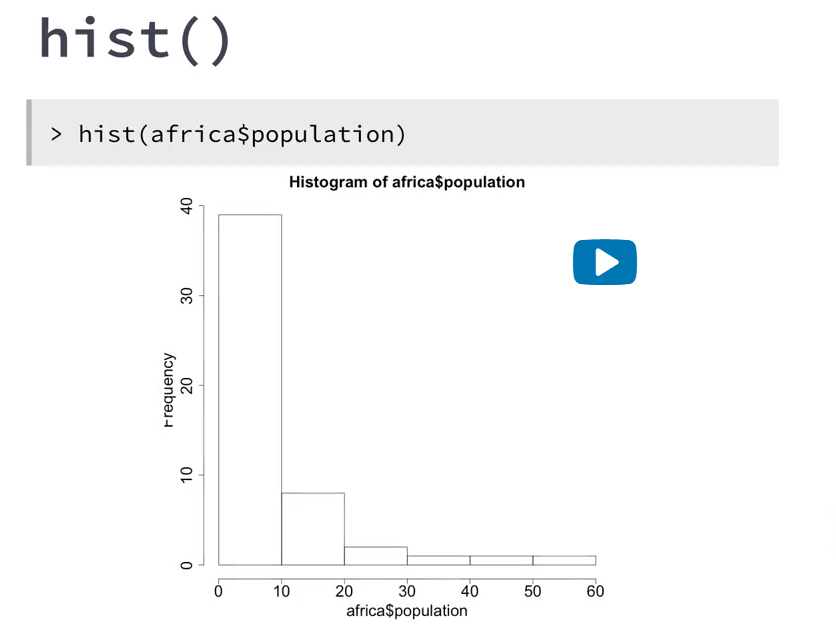 hist()
> hist(africa$population)
Histogram of africa$population
Frequency
40
30
20
10
0
0 10 20 30 40 50 60
africa$population